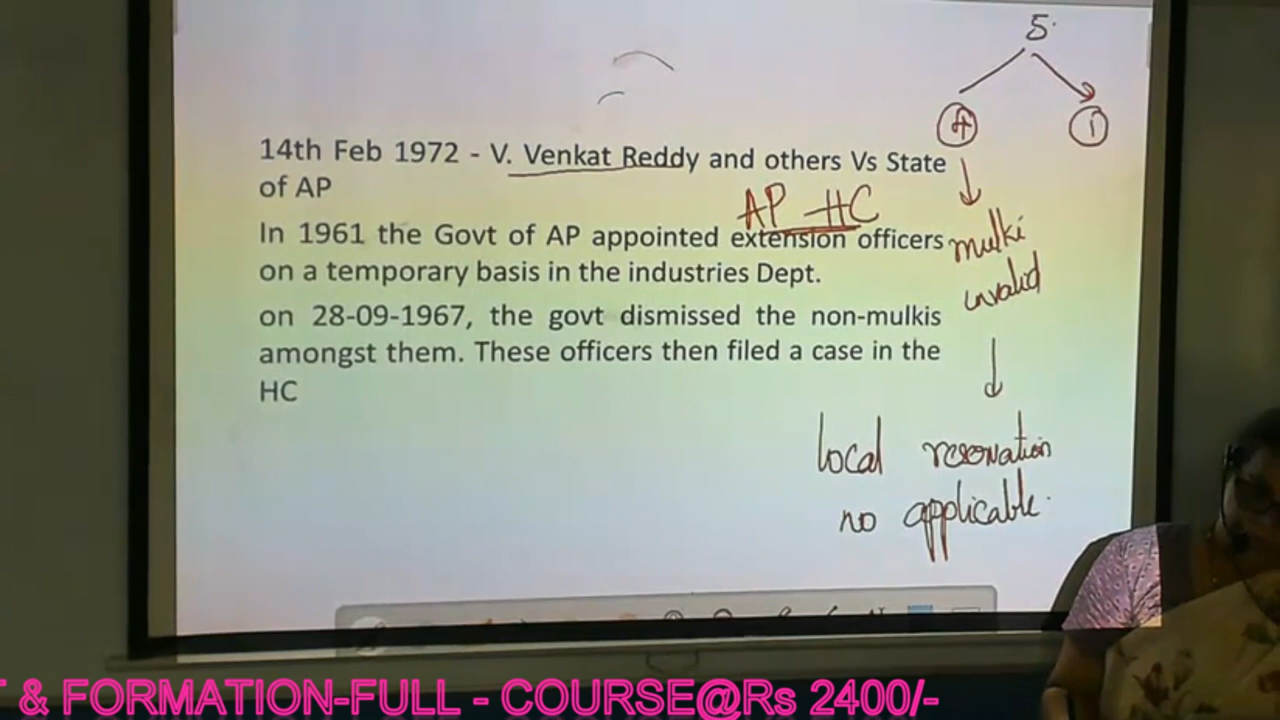 5.
4 1
14th Feb 1972 - V. Venkat Reddy and others Vs State
of AP
AP HC
In 1961 the Govt of AP appointed extension officers
on a temporary basis in the industries Dept.
mulki
invalid
on 28-09-1967, the govt dismissed the non-mulkis
amongst them. These officers then filed a case in the
HC
local reservation
no applicable.
T & FORMATION-FULL - COURSE@Rs 2400/-